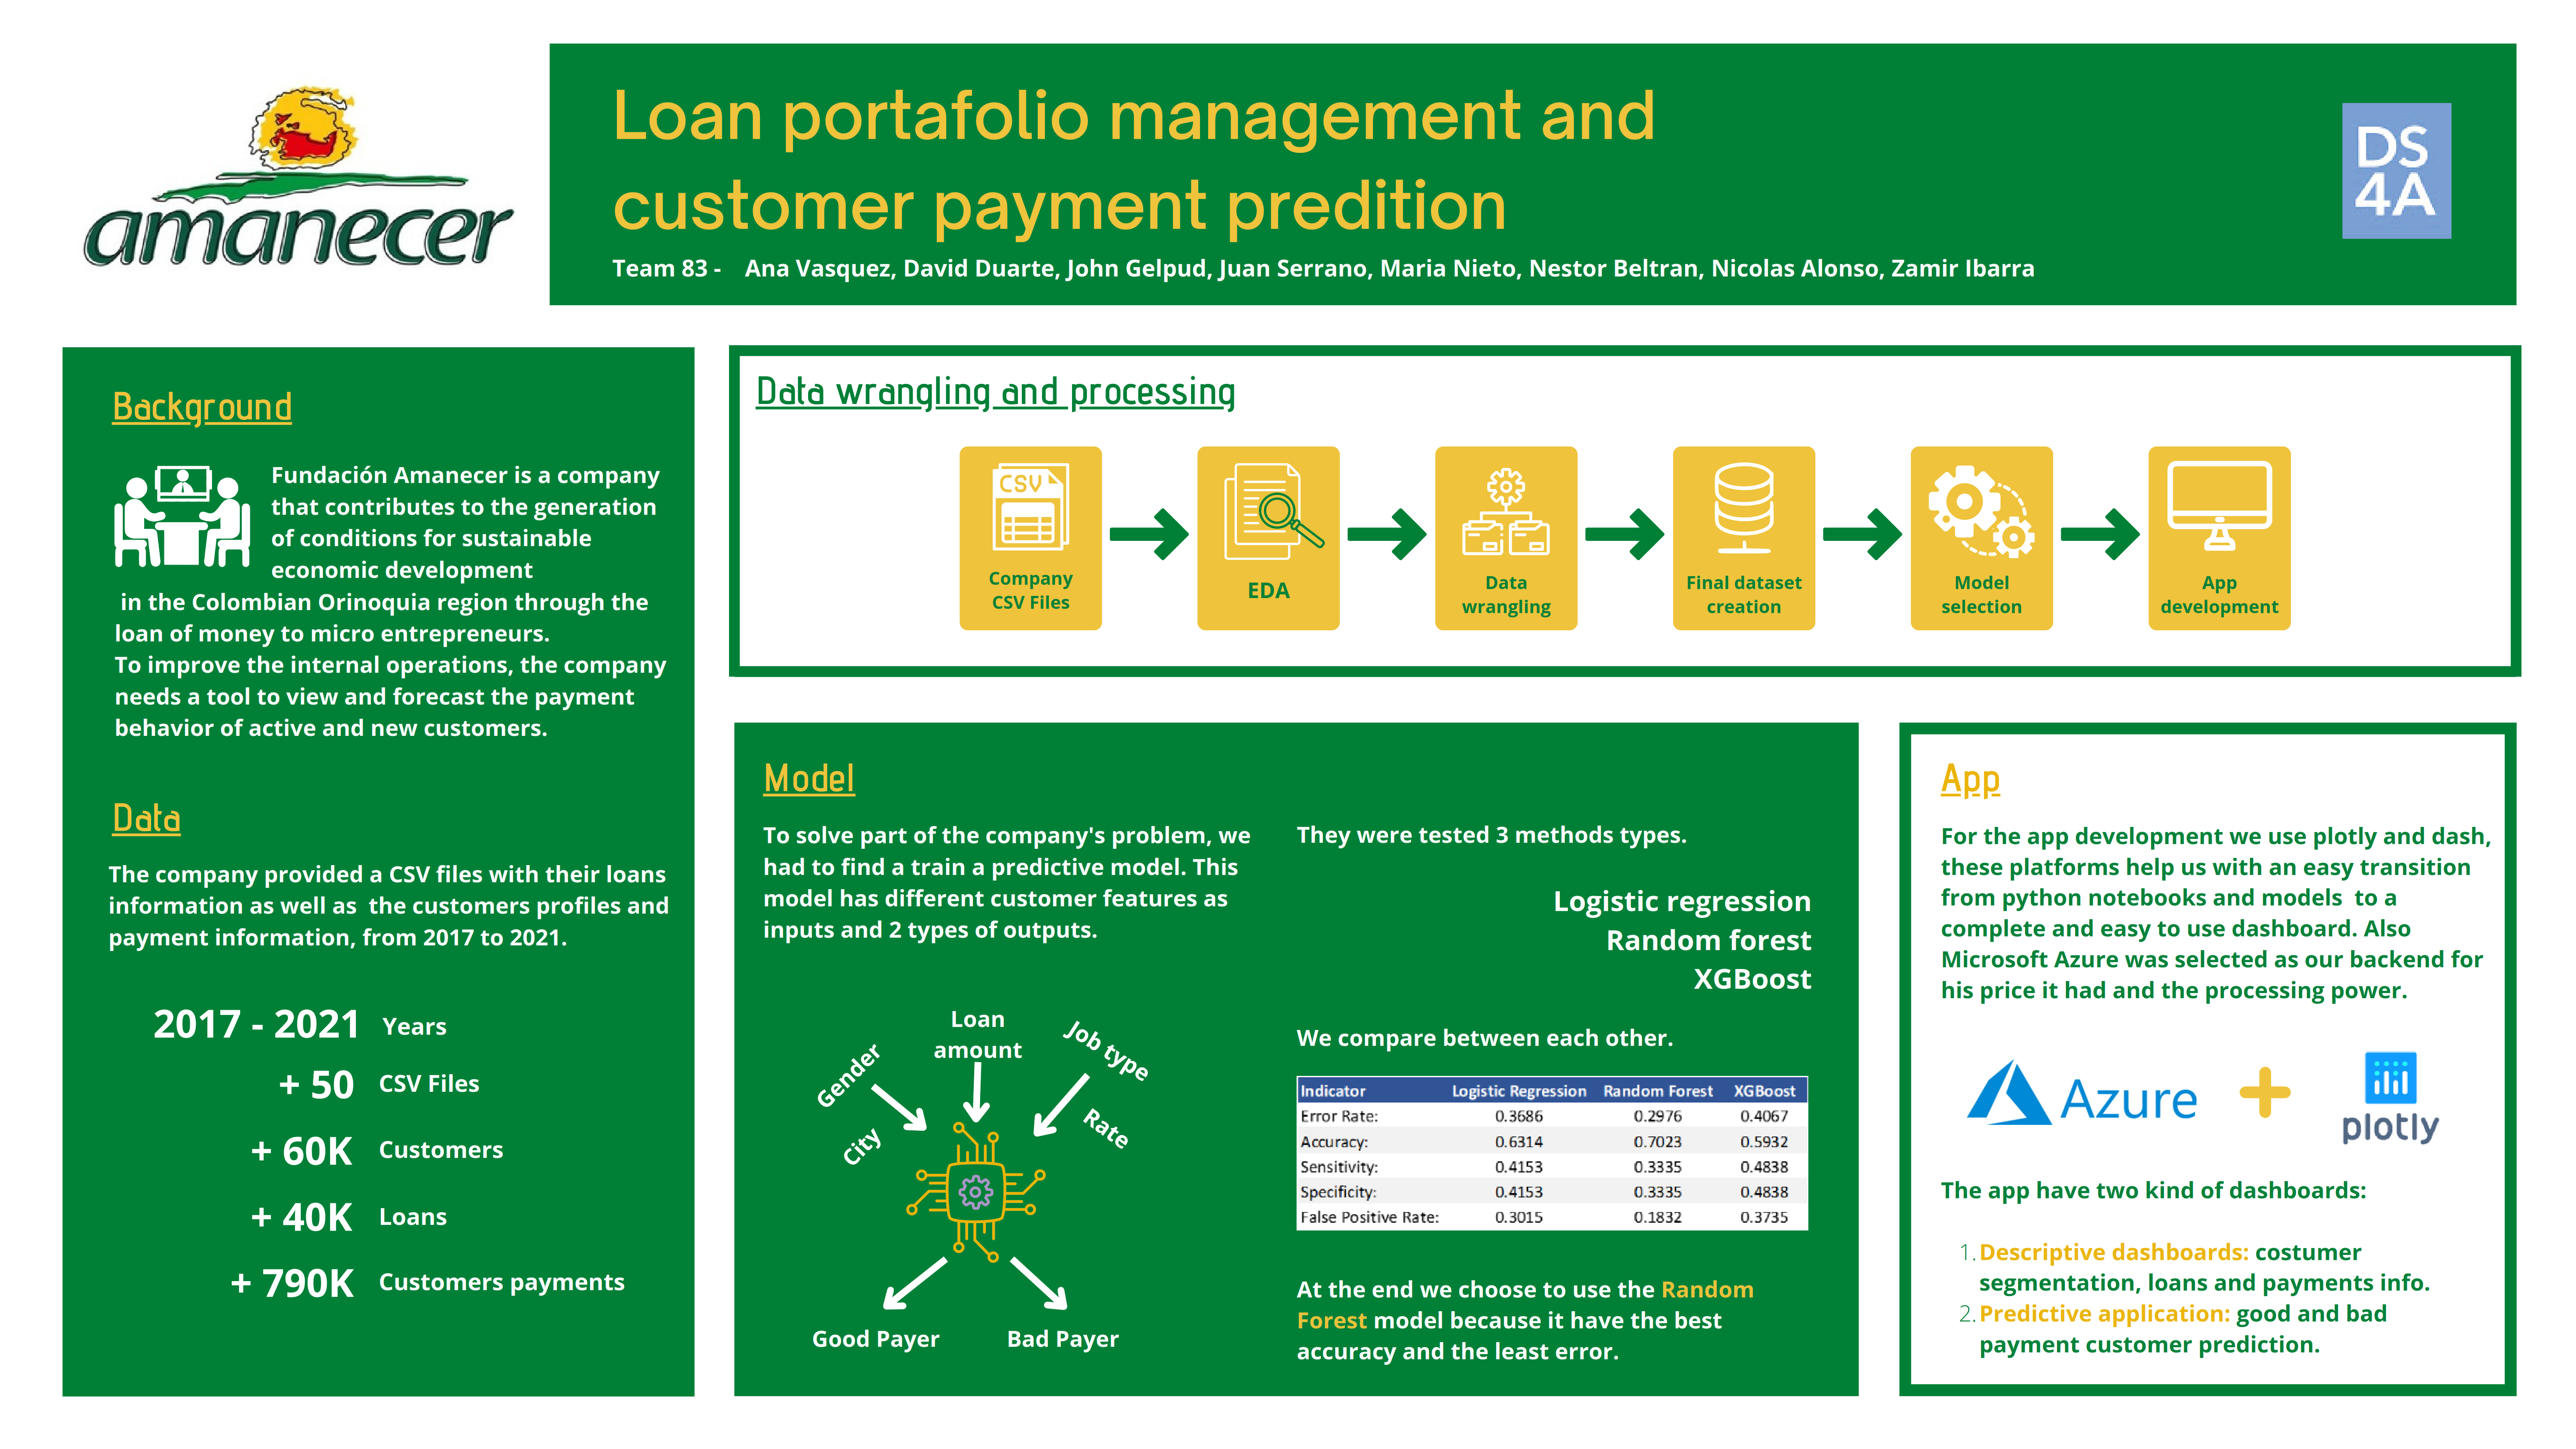 amanecer
Loan portafolio management and
customer payment predition
Team 83 - Ana Vasquez, David Duarte, John Gelpud, Juan Serrano, Maria Nieto, Nestor Beltran, Nicolas Alonso, Zamir Ibarra
DS
4A
Background
Fundación Amanecer is a company
that contributes to the generation
of conditions for sustainable
economic development
in the Colombian Orinoquia region through the
loan of money to micro entrepreneurs.
To improve the internal operations, the company
needs a tool to view and forecast the payment
behavior of active and new customers.
Data
The company provided a CSV files with their loans
information as well as the customers profiles and
payment information, from 2017 to 2021.
2017 - 2021 Years
+ 50 CSV Files
+ 60K Customers
+ 40K Loans
+ 790K Customers payments
Data wrangling and processing
CSV
Company
CSV Files
EDA
Data
wrangling
Final dataset
creation
Model
selection
App
development
Model
To solve part of the company's problem, we
had to find a train a predictive model. This
model has different customer features as
inputs and 2 types of outputs.
City
Gender
Loan
amount
Job type
Rate
Good Payer
Bad Payer
They were tested 3 methods types.
Logistic regression
Random forest
XGBoost
We compare between each other.
Indicator Logistic Regression Random Forest XGBoost
Error Rate: 0.3686 0.2976 0.4067
Accuracy: 0.6314 0.7023 0.5932
Sensitivity: 0.4153 0.3335 0.4838
Specificity: 0.4153 0.3335 0.4838
False Positive Rate: 0.3015 0.1832 0.3735
At the end we choose to use the Random
Forest model because it have the best
accuracy and the least error.
App
For the app development we use plotly and dash,
these platforms help us with an easy transition
from python notebooks and models to a
complete and easy to use dashboard. Also
Microsoft Azure was selected as our backend for
his price it had and the processing power.
Azure + plotly
The app have two kind of dashboards:
1. Descriptive dashboards: costumer
segmentation, loans and payments info.
2. Predictive application: good and bad
payment customer prediction.